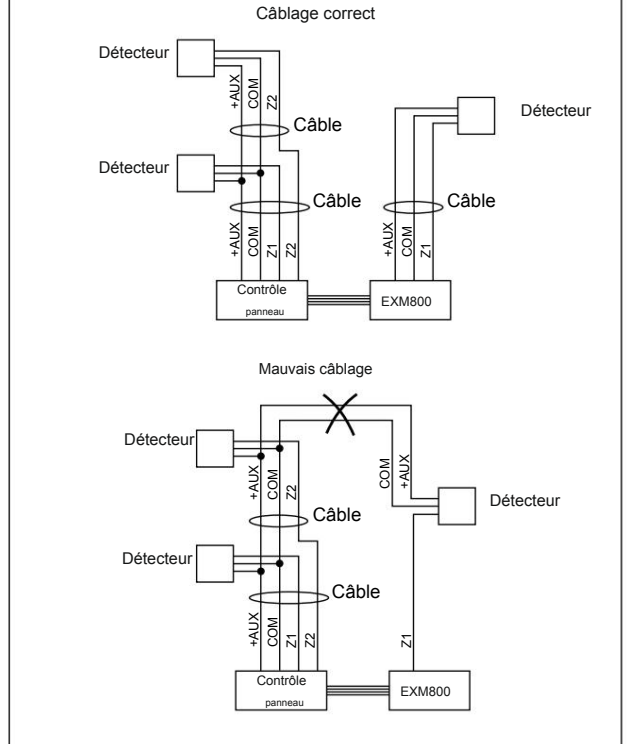 Câblage correct
Détecteur
+AUX
COM
Z2
Câble
Détecteur
Câble
+AUX
COM
Z1
Z2
Contrôle
panneau
Détecteur
Câble
+AUX
COM
Z1
EXM800
Mauvais câblage
Détecteur
+AUX
COM
Z2
Câble
Détecteur
Câble
+AUX
COM
Z1
Z2
Contrôle
panneau
COM
+AUX
Détecteur
Z1
EXM800